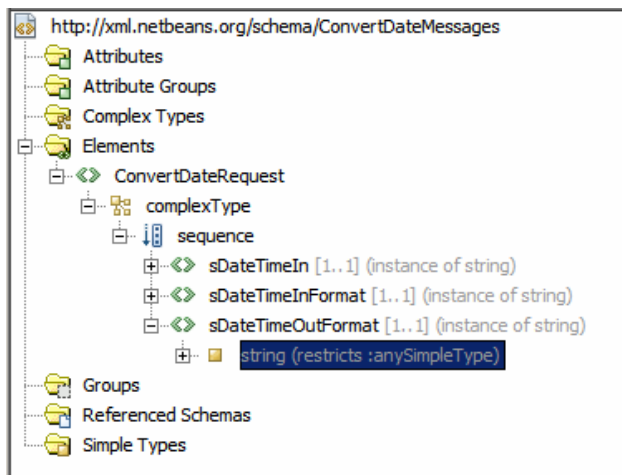 http://xml.netbeans.org/schema/ConvertDateMessages
Attributes
Attribute Groups
Complex Types
Elements
ConvertDateRequest
complexType
sequence
sDateTimeIn [1..1] (instance of string)
sDateTimeInFormat [1..1] (instance of string)
sDateTimeOutFormat [1..1] (instance of string)
string (restricts :anySimpleType)
Groups
Referenced Schemas
Simple Types